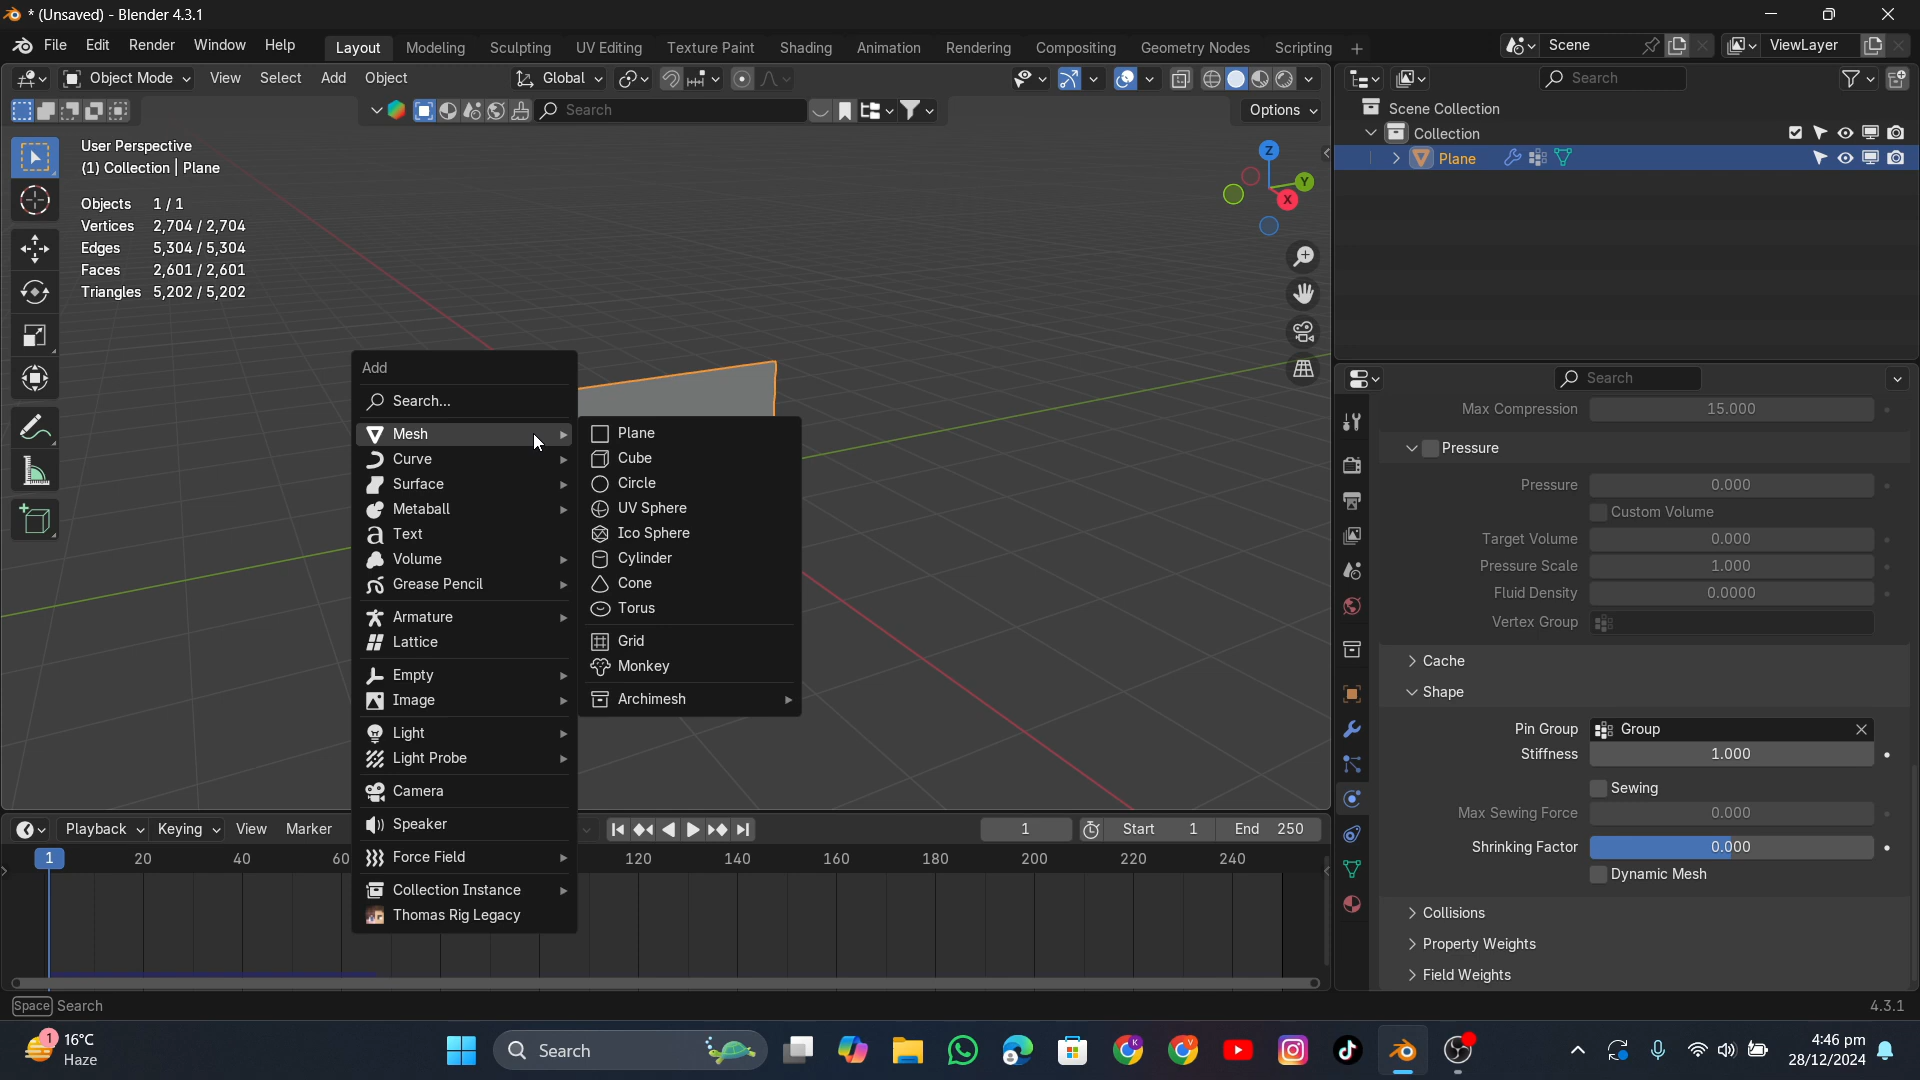 * (Unsaved) - Blender 4.3.1
File Edit Render Window Help Layout Modeling Sculpting UV Editing Texture Paint Shading Animation Rendering Compositing Geometry Nodes Scripting + Scene ViewLayer
Object Mode View Select Add Object Global Search
Search Options
Scene Collection
Collection
Plane
User Perspective
(1) Collection | Plane
Objects 1 / 1
Vertices 2,704 / 2,704
Edges 5,304 / 5,304
Faces 2,601 / 2,601
Triangles 5,202 / 5,202
Z
Y
X
Add
Search...
Mesh
Curve
Surface
Metaball
Text
Volume
Grease Pencil
Armature
Lattice
Empty
Image
Light
Light Probe
Camera
Speaker
Force Field
Collection Instance
Thomas Rig Legacy
Plane
Cube
Circle
UV Sphere
Ico Sphere
Cylinder
Cone
Torus
Grid
Monkey
Archimesh
Search
Max Compression 15.000
Pressure
Pressure 0.000
Custom Volume
Target Volume 0.000
Pressure Scale 1.000
Fluid Density 0.0000
Vertex Group
Cache
Shape
Pin Group Group
Stiffness 1.000
Sewing
Max Sewing Force 0.000
Shrinking Factor 0.000
Dynamic Mesh
Collisions
Property Weights
Field Weights
Playback Keying View Marker 1 Start 1 End 250
1 20 40 60 120 140 160 180 200 220 240
Space Search 4.3.1
1 16°C
Haze
Search
4:46 pm
28/12/2024